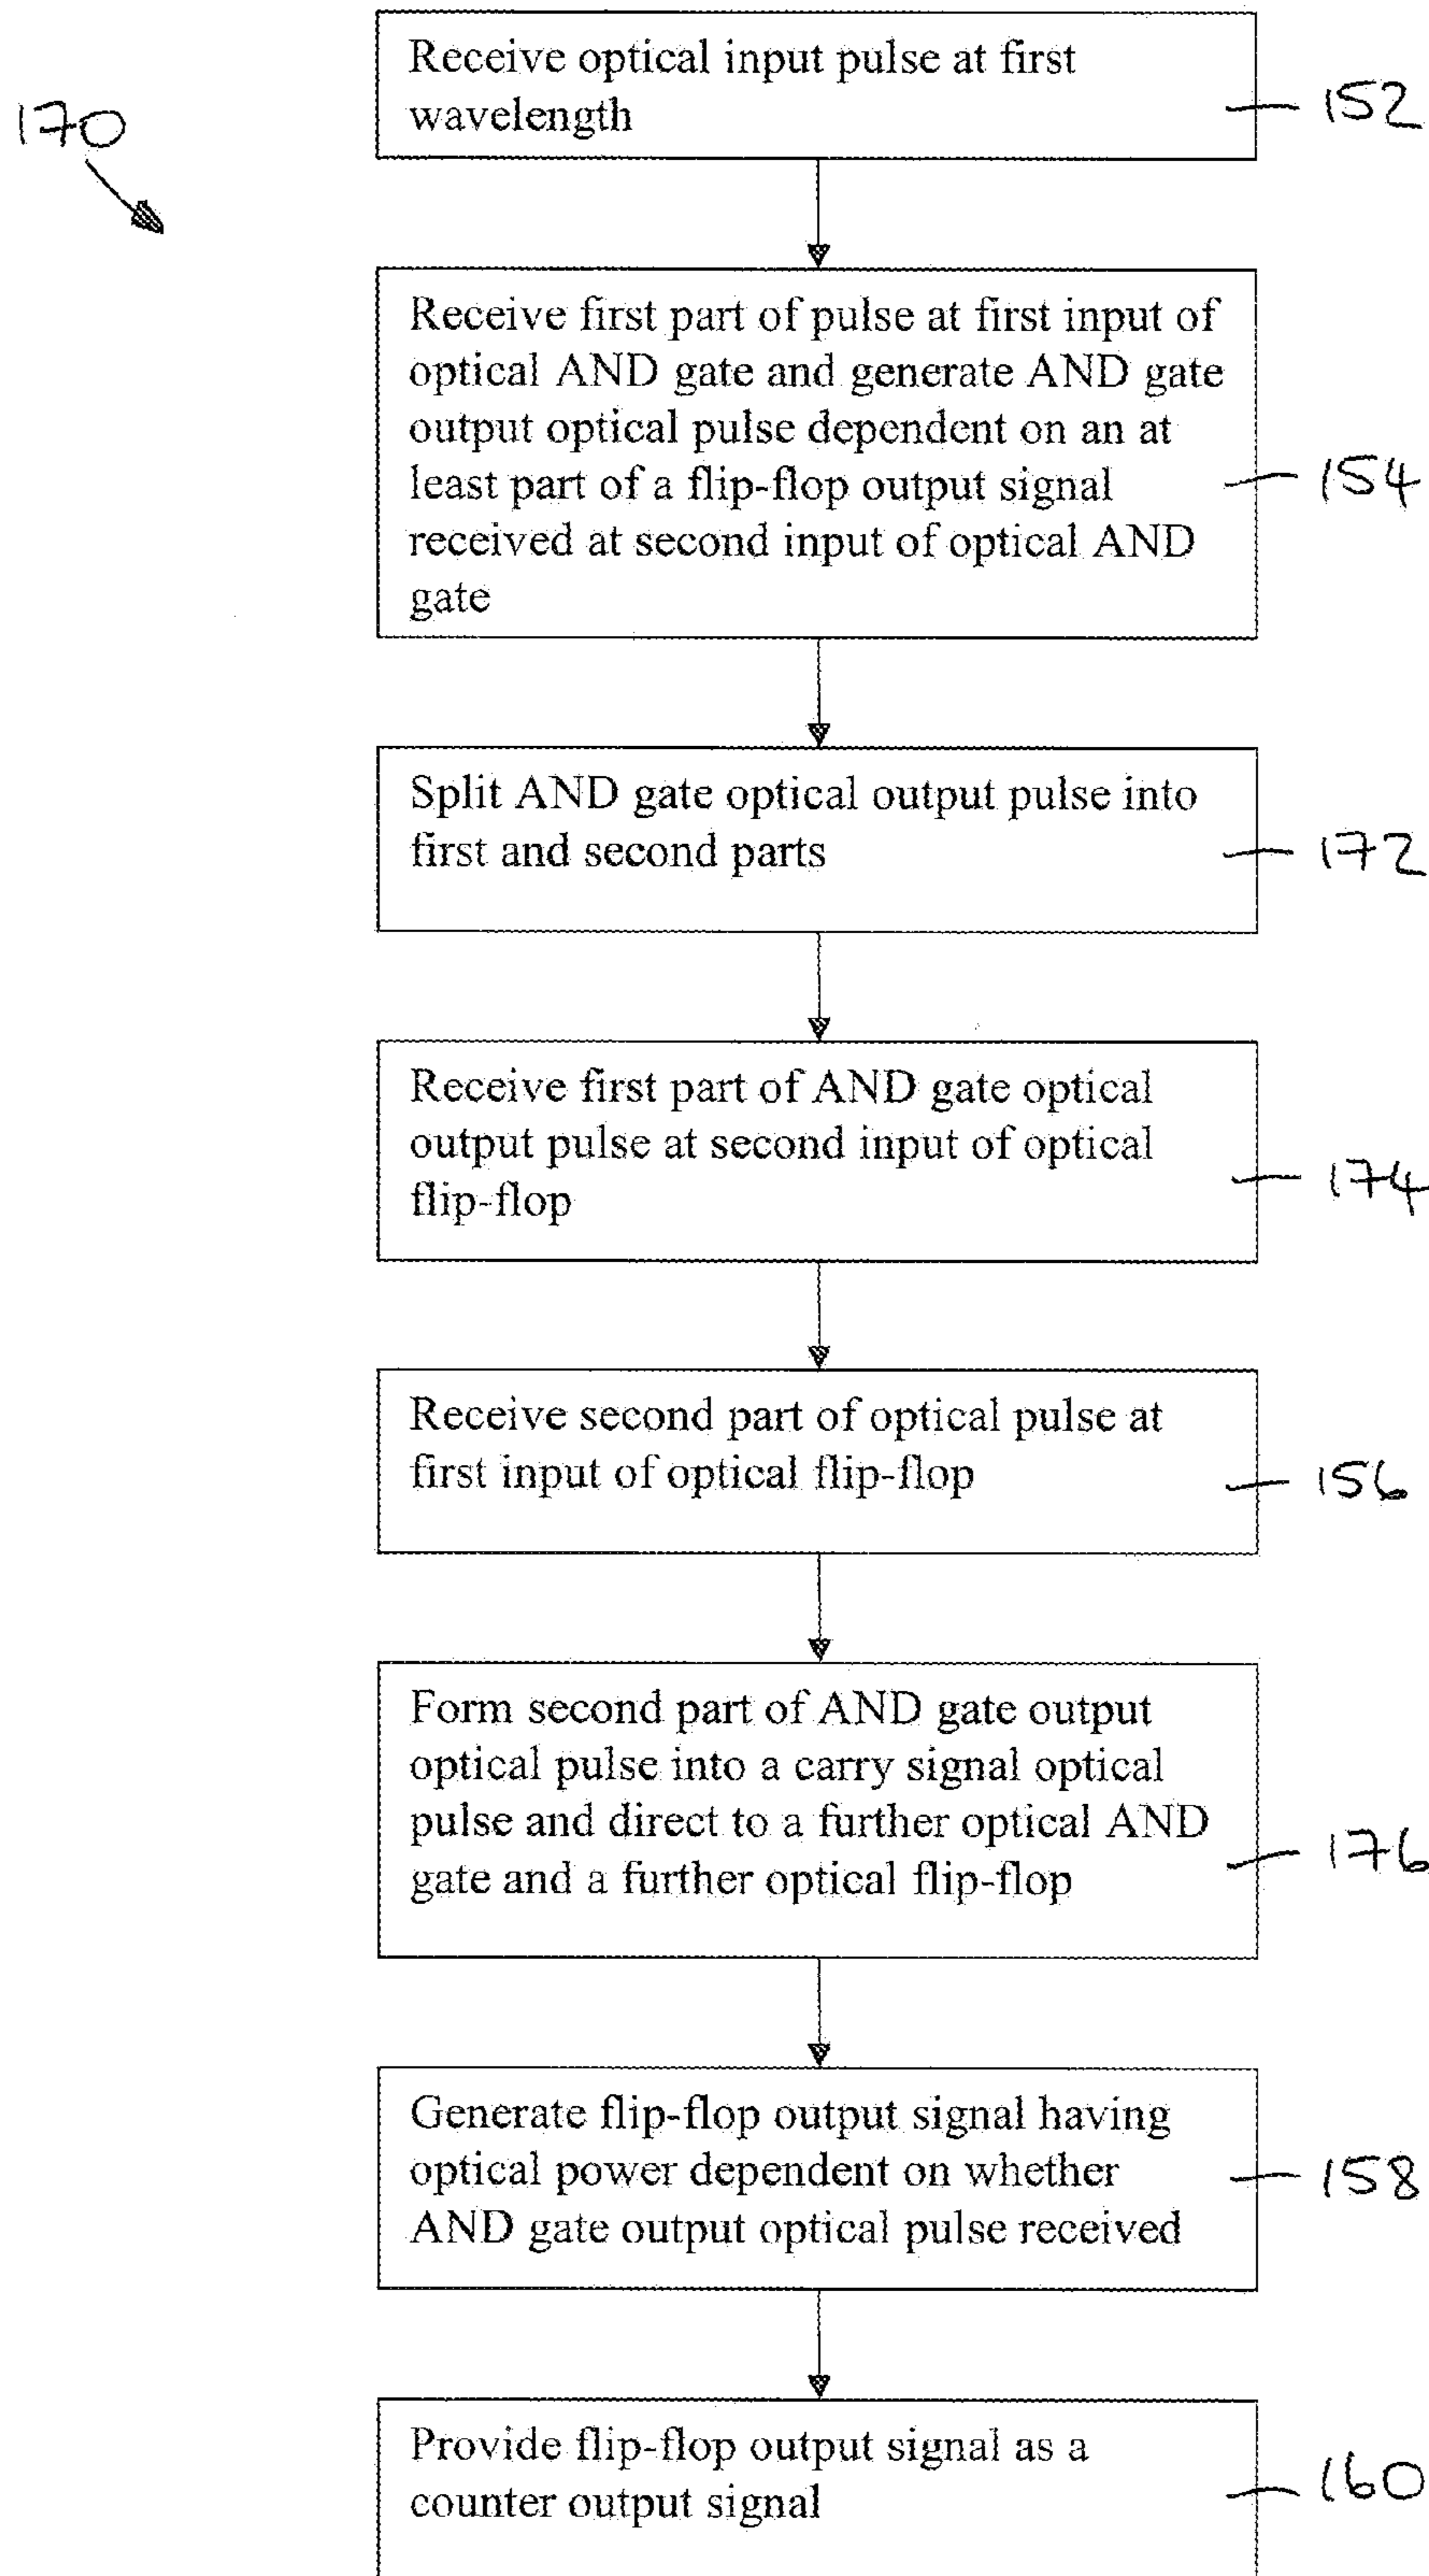 170
Receive optical input pulse at first
wavelength
152
Receive first part of pulse at first input of
optical AND gate and generate AND gate
output optical pulse dependent on an at
least part of a flip-flop output signal
received at second input of optical AND
gate
154
Split AND gate optical output pulse into
first and second parts
172
Receive first part of AND gate optical
output pulse at second input of optical
flip-flop
174
Receive second part of optical pulse at
first input of optical flip-flop
156
Form second part of AND gate output
optical pulse into a carry signal optical
pulse and direct to a further optical AND
gate and a further optical flip-flop
176
Generate flip-flop output signal having
optical power dependent on whether
AND gate output optical pulse received
158
Provide flip-flop output signal as a
counter output signal
160